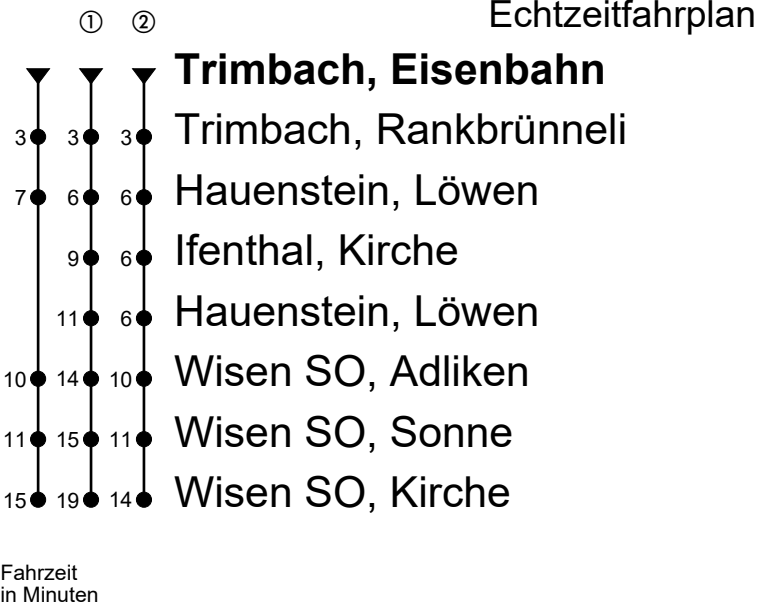 Echtzeitfahrplan
① ②
Trimbach, Eisenbahn
3 3 3 Trimbach, Rankbrünneli
7 6 6 Hauenstein, Löwen
9 6 Ifenthal, Kirche
11 6 Hauenstein, Löwen
10 14 10 Wisen SO, Adliken
11 15 11 Wisen SO, Sonne
15 19 14 Wisen SO, Kirche
Fahrzeit
in Minuten